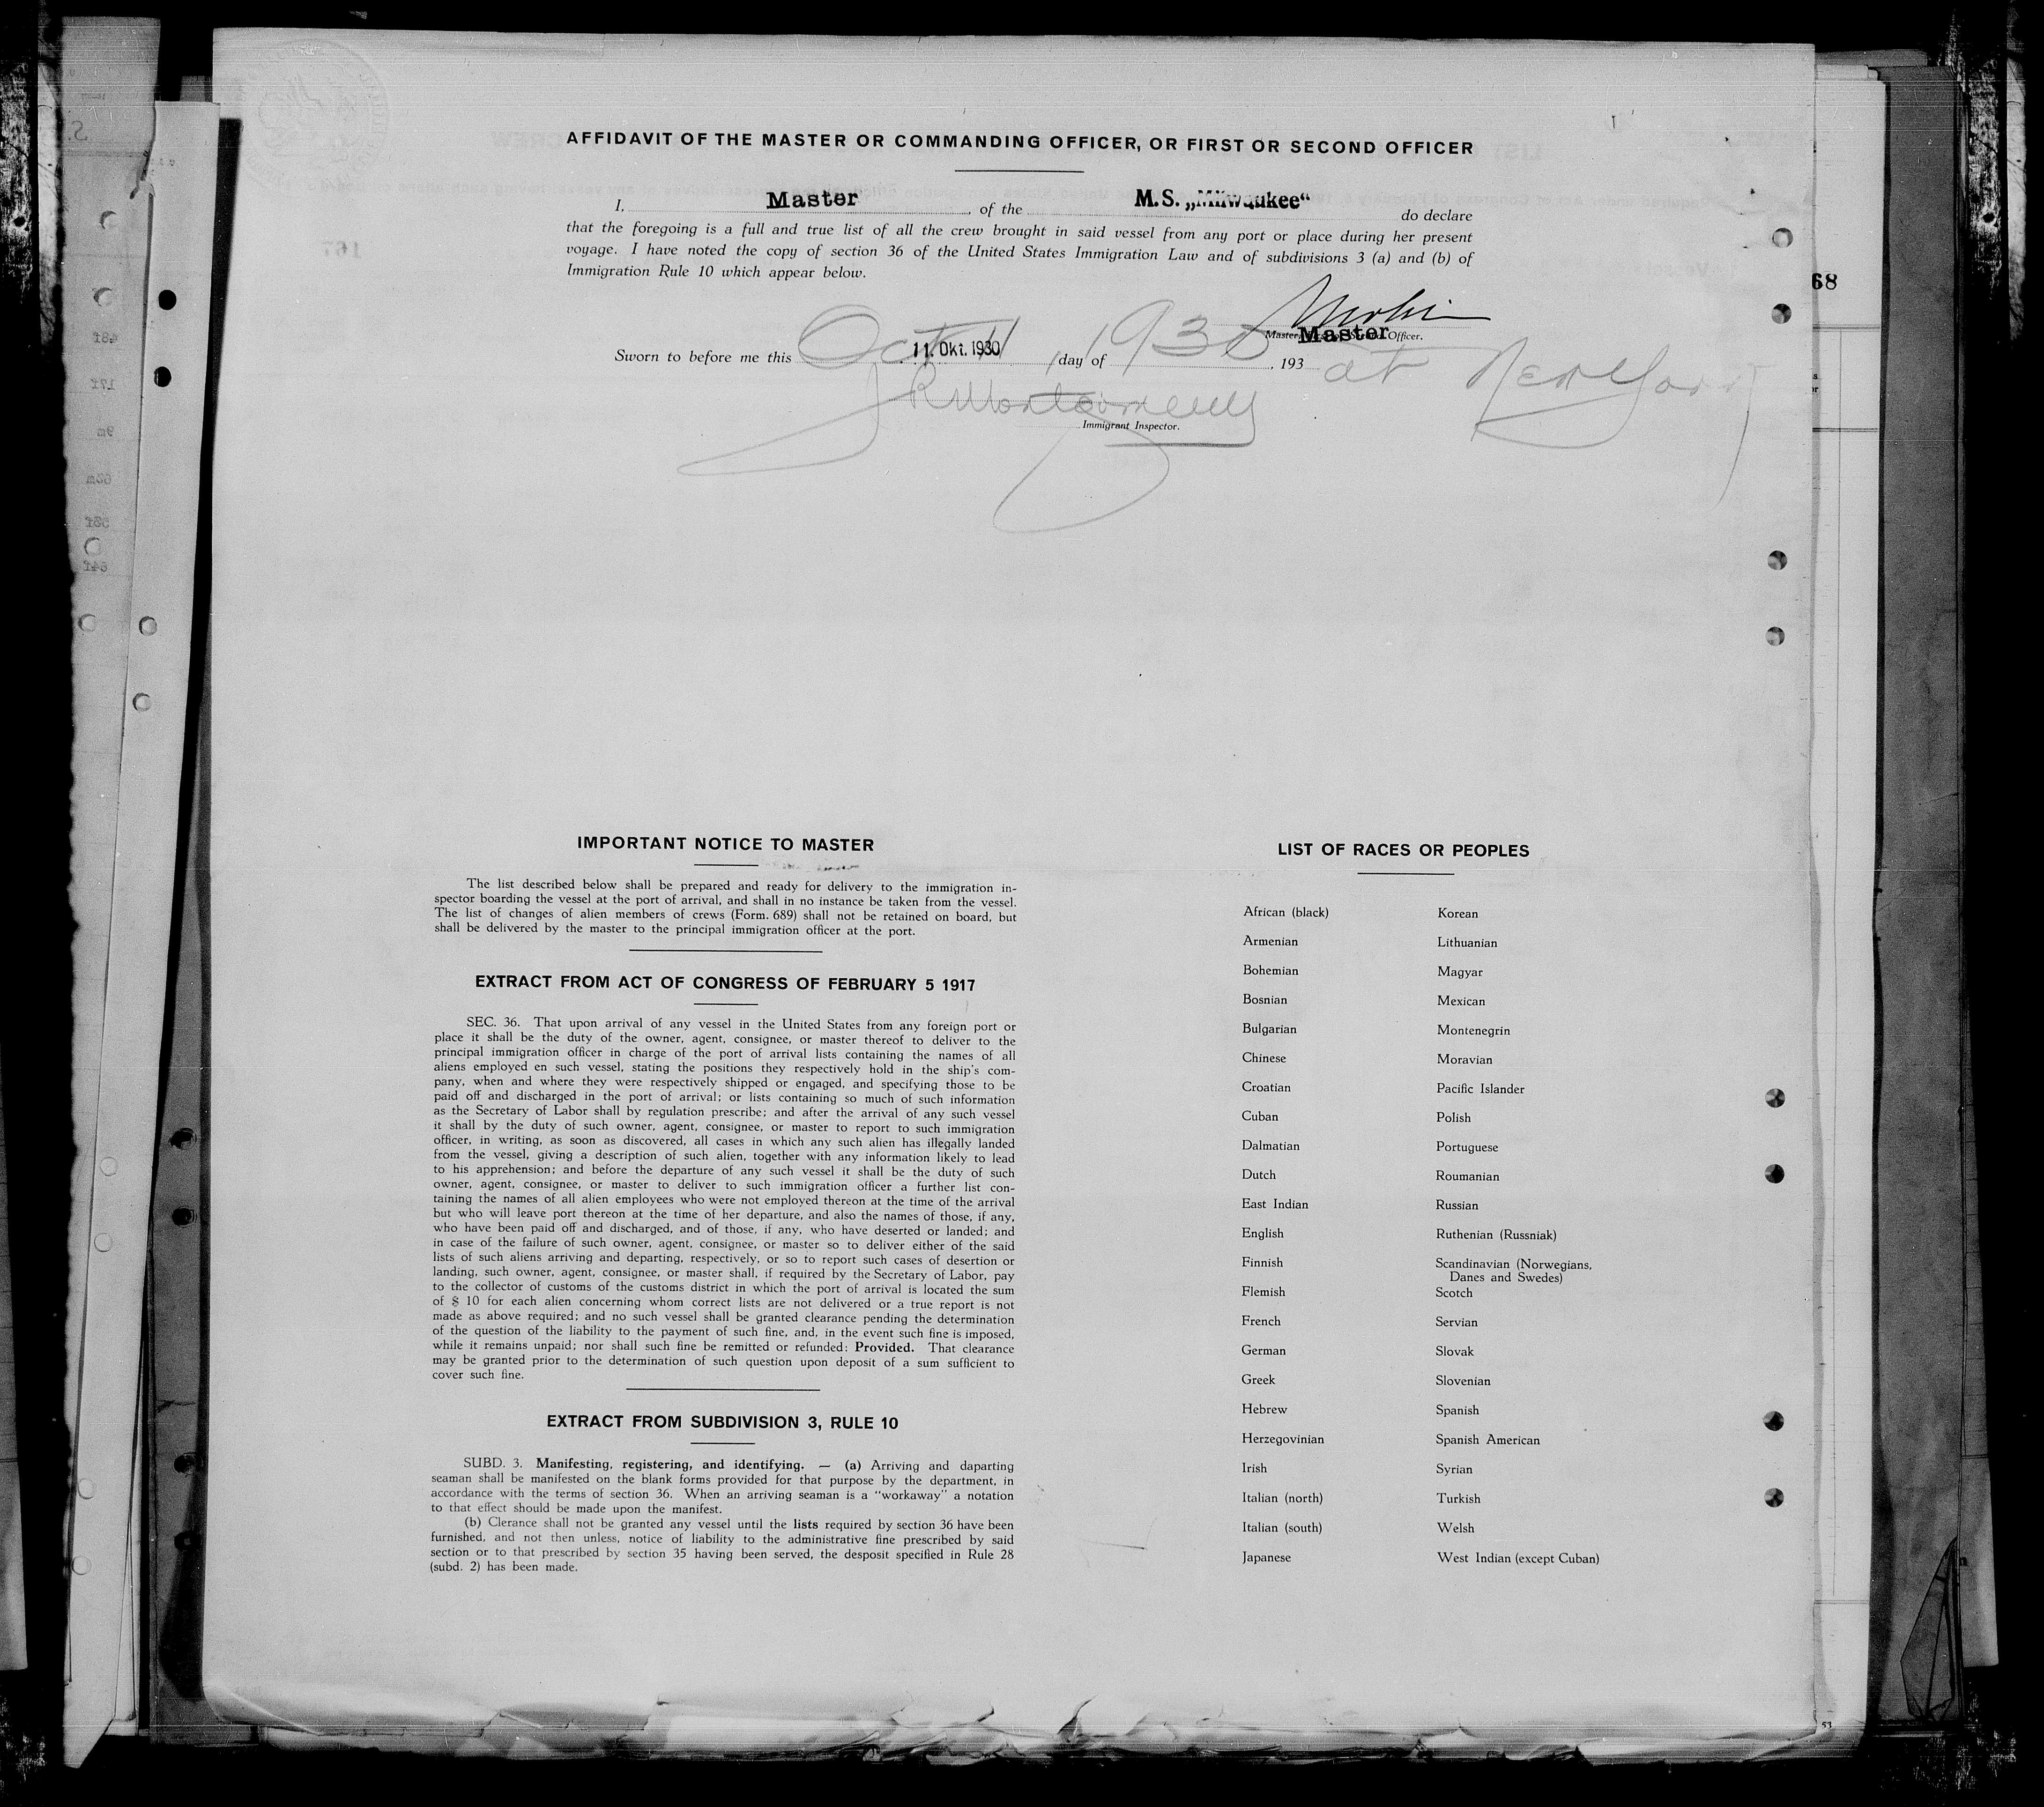 AFFIDAVIT OF THE MASTER OR COMMANDING OFFICER, OR FIRST OR SECOND OFFICER
I, Master, of the M.S. „Milwaukee“ do declare
that the foregoing is a full and true list of all the crew brought in said vessel from any port or place during her present
voyage. I have noted the copy of section 36 of the United States Immigration Law and of subdivisions 3 (a) and (b) of
Immigration Rule 10 which appear below.
68
Master Officer.
Master
Sworn to before me this Oct 11, 1930 day of , 193 at New York
11. Okt. 1930
R Montgomery
Immigrant Inspector.
IMPORTANT NOTICE TO MASTER
The list described below shall be prepared and ready for delivery to the immigration in-
spector boarding the vessel at the port of arrival, and shall in no instance be taken from the vessel.
The list of changes of alien members of crews (Form. 689) shall not be retained on board, but
shall be delivered by the master to the principal immigration officer at the port.
EXTRACT FROM ACT OF CONGRESS OF FEBRUARY 5 1917
SEC. 36. That upon arrival of any vessel in the United States from any foreign port or
place it shall be the duty of the owner, agent, consignee, or master thereof to deliver to the
principal immigration officer in charge of the port of arrival lists containing the names of all
aliens employed en such vessel, stating the positions they respectively hold in the ship's com-
pany, when and where they were respectively shipped or engaged, and specifying those to be
paid off and discharged in the port of arrival; or lists containing so much of such information
as the Secretary of Labor shall by regulation prescribe; and after the arrival of any such vessel
it shall by the duty of such owner, agent, consignee, or master to report to such immigration
officer, in writing, as soon as discovered, all cases in which any such alien has illegally landed
from the vessel, giving a description of such alien, together with any information likely to lead
to his apprehension; and before the departure of any such vessel it shall be the duty of such
owner, agent, consignee, or master to deliver to such immigration officer a further list con-
taining the names of all alien employees who were not employed thereon at the time of the arrival
but who will leave port thereon at the time of her departure, and also the names of those, if any,
who have been paid off and discharged, and of those, if any, who have deserted or landed; and
in case of the failure of such owner, agent, consignee, or master so to deliver either of the said
lists of such aliens arriving and departing, respectively, or so to report such cases of desertion or
landing, such owner, agent, consignee, or master shall, if required by the Secretary of Labor, pay
to the collector of customs of the customs district in which the port of arrival is located the sum
of $ 10 for each alien concerning whom correct lists are not delivered or a true report is not
made as above required; and no such vessel shall be granted clearance pending the determination
of the question of the liability to the payment of such fine, and, in the event such fine is imposed,
while it remains unpaid; nor shall such fine be remitted or refunded: Provided. That clearance
may be granted prior to the determination of such question upon deposit of a sum sufficient to
cover such fine.
EXTRACT FROM SUBDIVISION 3, RULE 10
SUBD. 3. Manifesting, registering, and identifying. — (a) Arriving and daparting
seaman shall be manifested on the blank forms provided for that purpose by the department, in
accordance with the terms of section 36. When an arriving seaman is a "workaway" a notation
to that effect should be made upon the manifest.
(b) Clerance shall not be granted any vessel until the lists required by section 36 have been
furnished, and not then unless, notice of liability to the administrative fine prescribed by said
section or to that prescribed by section 35 having been served, the desposit specified in Rule 28
(subd. 2) has been made.
LIST OF RACES OR PEOPLES
African (black)
Armenian
Bohemian
Bosnian
Bulgarian
Chinese
Croatian
Cuban
Dalmatian
Dutch
East Indian
English
Finnish
Flemish
French
German
Greek
Hebrew
Herzegovinian
Irish
Italian (north)
Italian (south)
Japanese
Korean
Lithuanian
Magyar
Mexican
Montenegrin
Moravian
Pacific Islander
Polish
Portuguese
Roumanian
Russian
Ruthenian (Russniak)
Scandinavian (Norwegians,
Danes and Swedes)
Scotch
Servian
Slovak
Slovenian
Spanish
Spanish American
Syrian
Turkish
Welsh
West Indian (except Cuban)
53